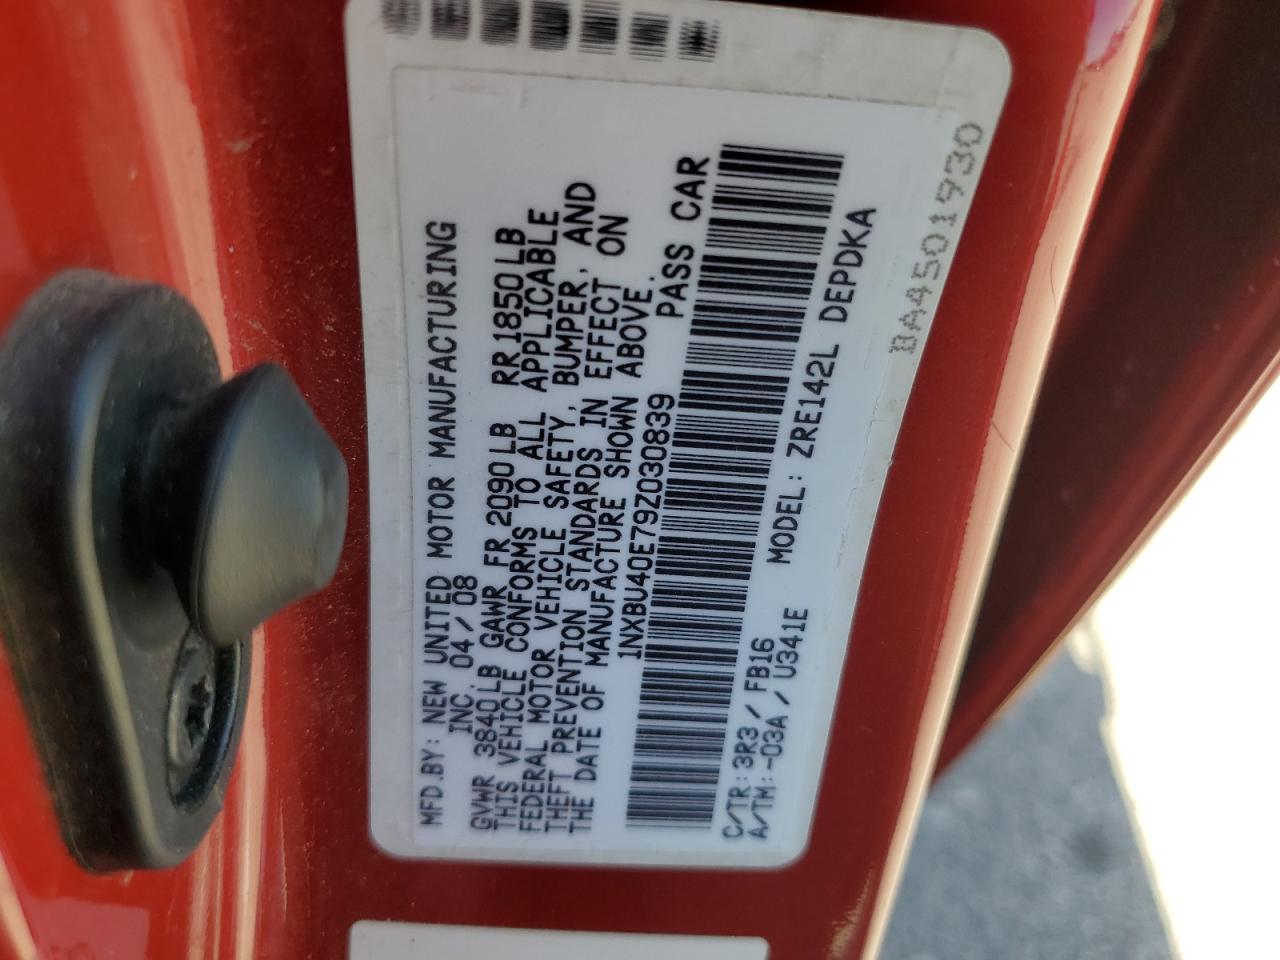 MFD.BY: NEW UNITED MOTOR MANUFACTURING
INC. 04/08
GVWR 3840LB GAWR FR 2090LB RR 1850LB
THIS VEHICLE CONFORMS TO ALL APPLICABLE
FEDERAL MOTOR VEHICLE SAFETY, BUMPER, AND
THEFT PREVENTION STANDARDS IN EFFECT ON
THE DATE OF MANUFACTURE SHOWN ABOVE.
1NXBU40E79Z030839 PASS CAR
C/TR: 3R3/FB16 MODEL: ZRE142L DEPDKA
A/TM: -03A/U341E
BA4501930